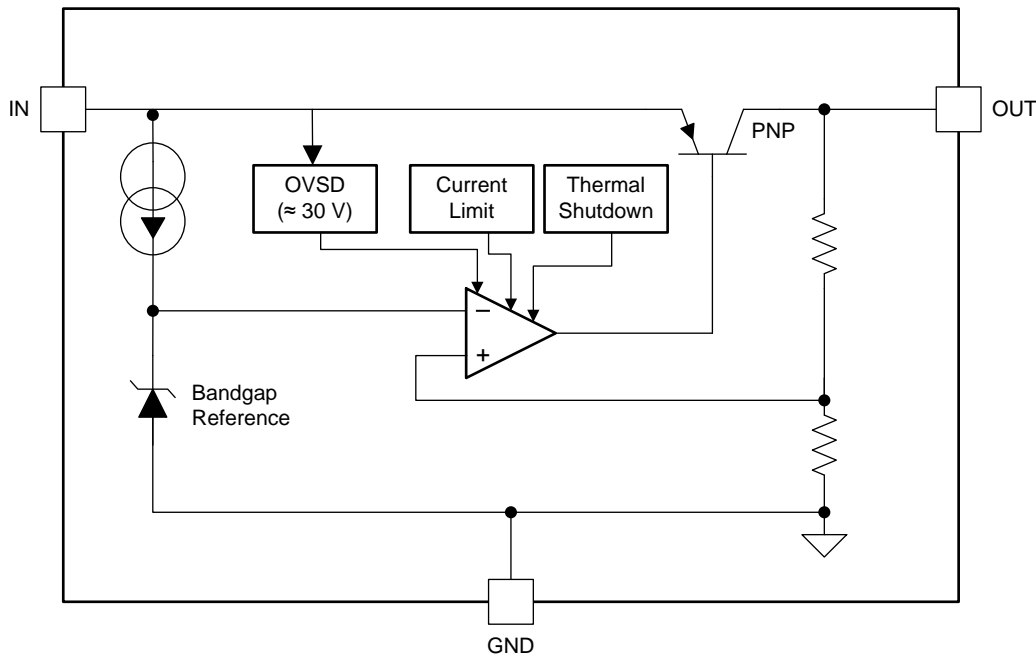 IN
OUT
PNP
OVSD
(≈ 30 V)
Current
Limit
Thermal
Shutdown
−
+
Bandgap
Reference
GND